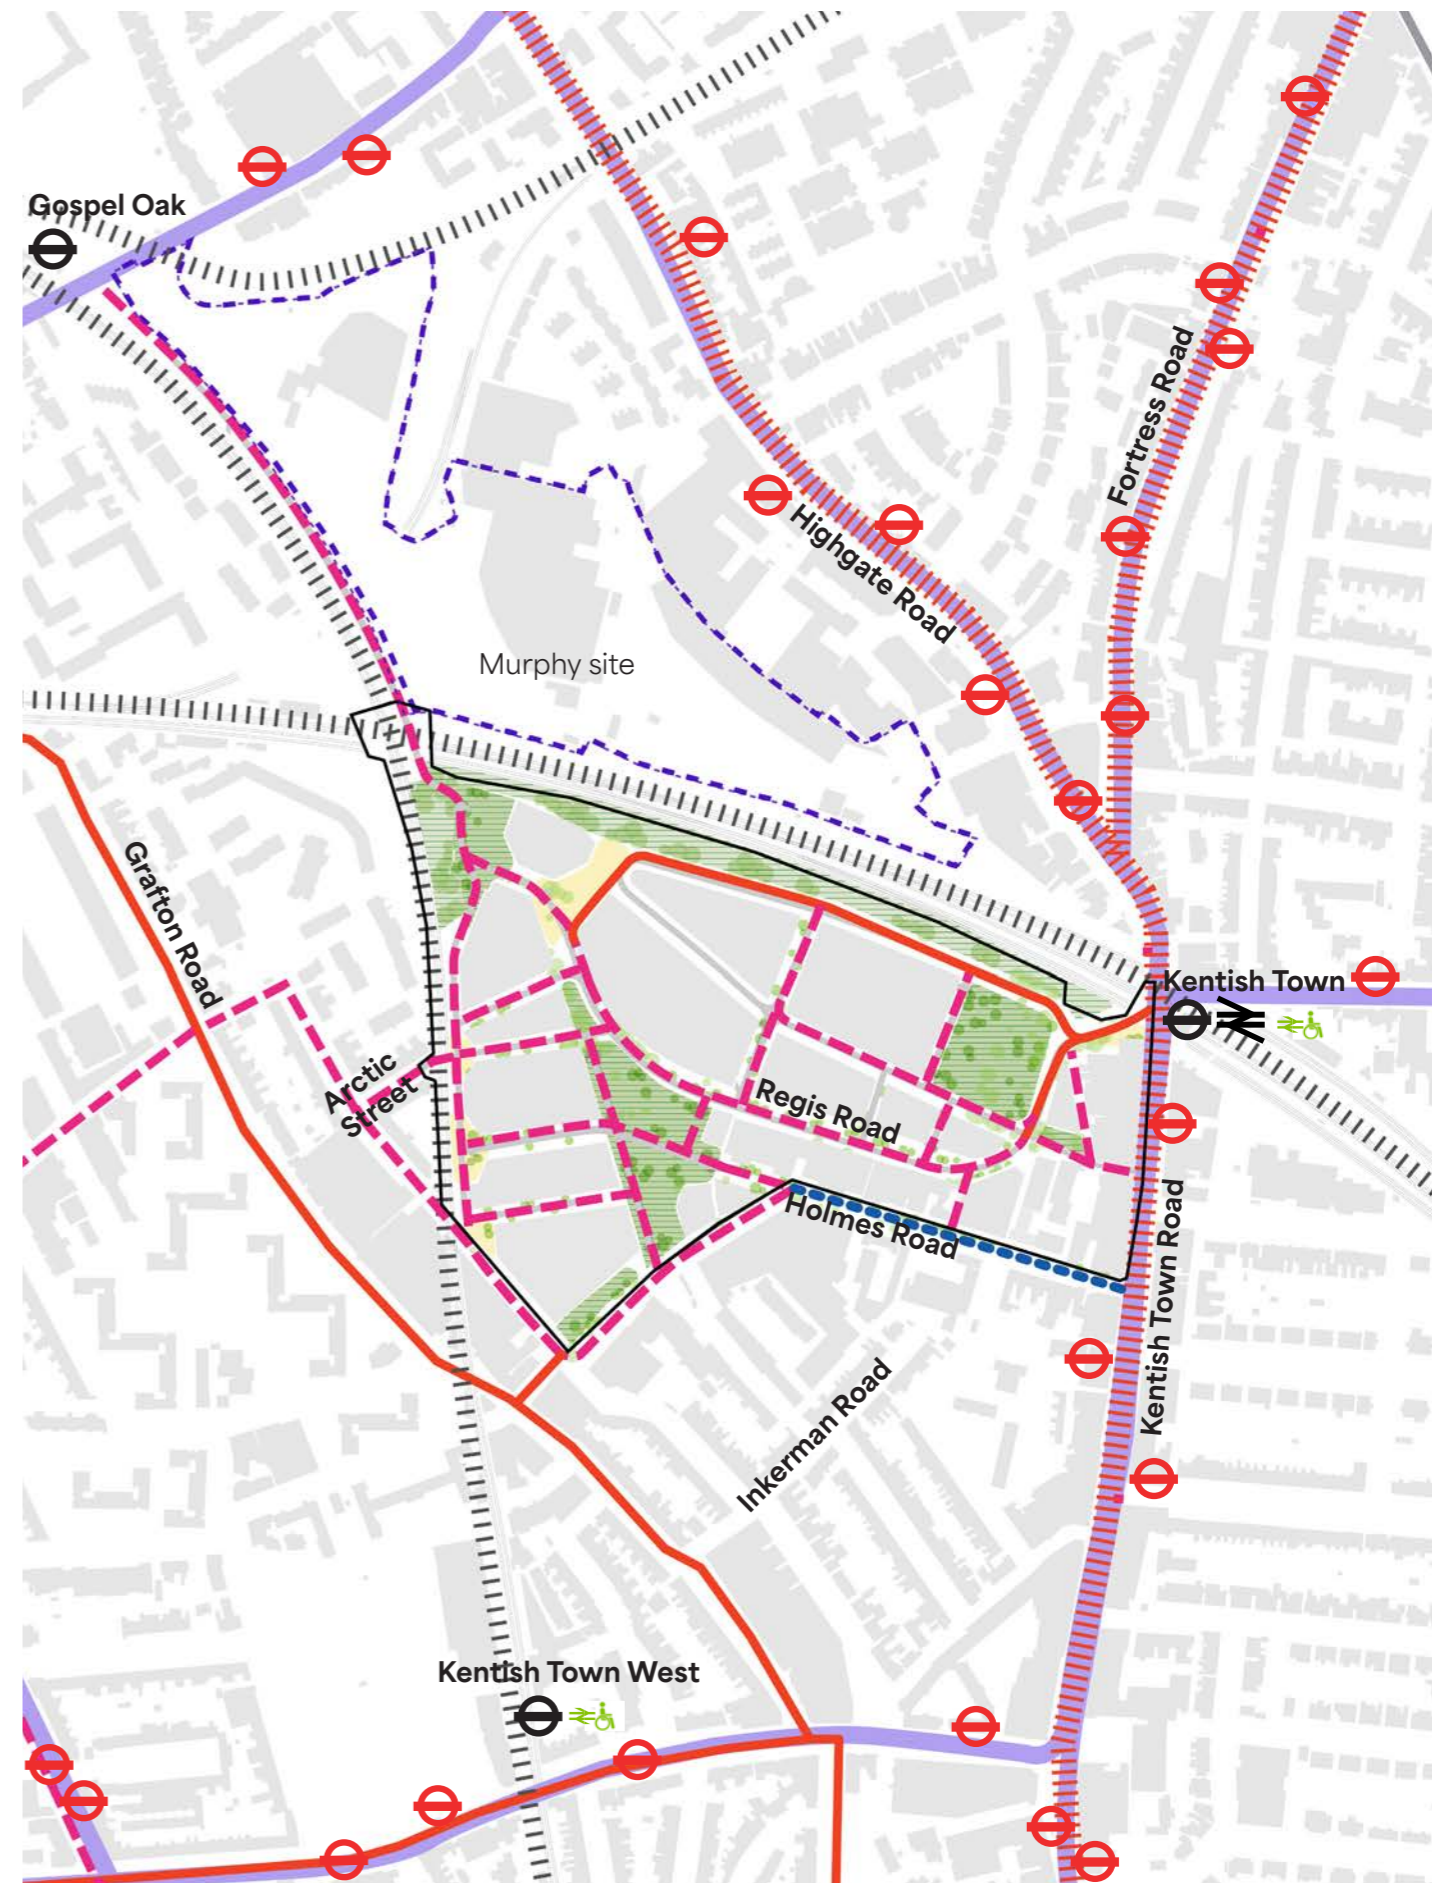 Gospel Oak
Fortress Road
Highgate Road
Murphy site
Grafton Road
Kentish Town
Arctic
Street
Regis Road
Holmes Road
Kentish Town Road
Inkerman Road
Kentish Town West